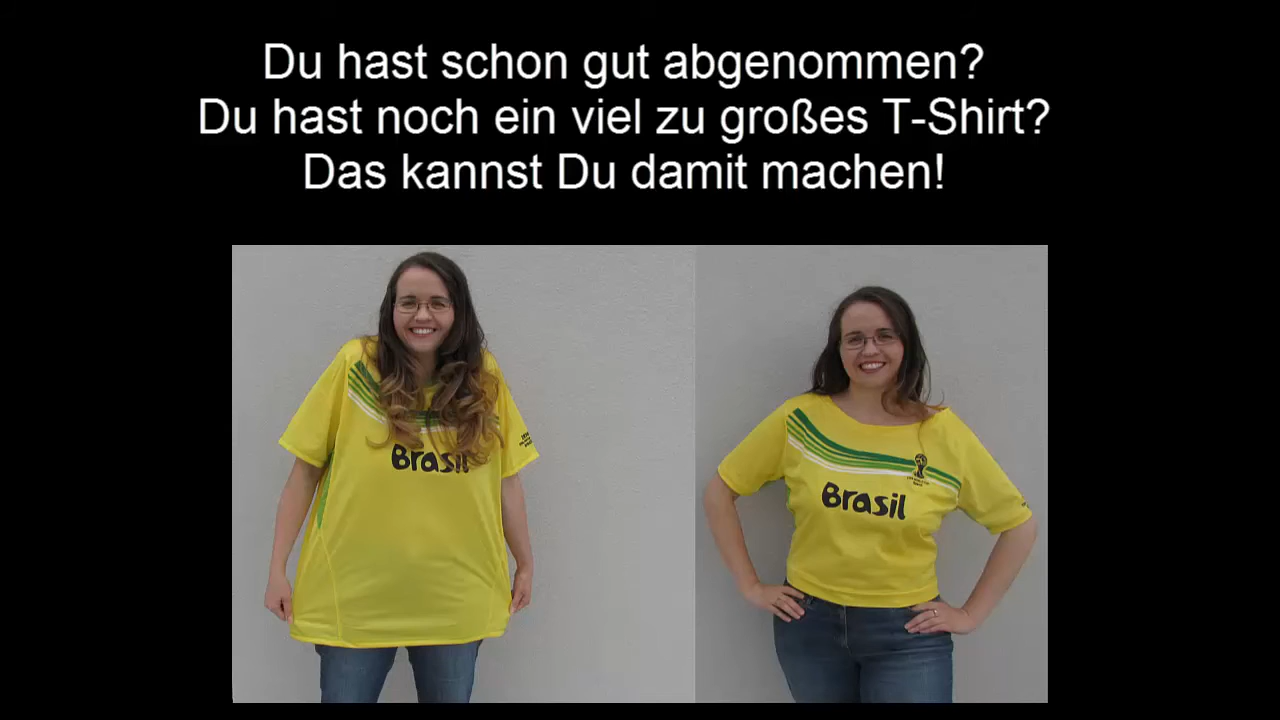 Du hast schon gut abgenommen?
Du hast noch ein viel zu großes T-Shirt?
Das kannst Du damit machen!
Brasil
Brasil